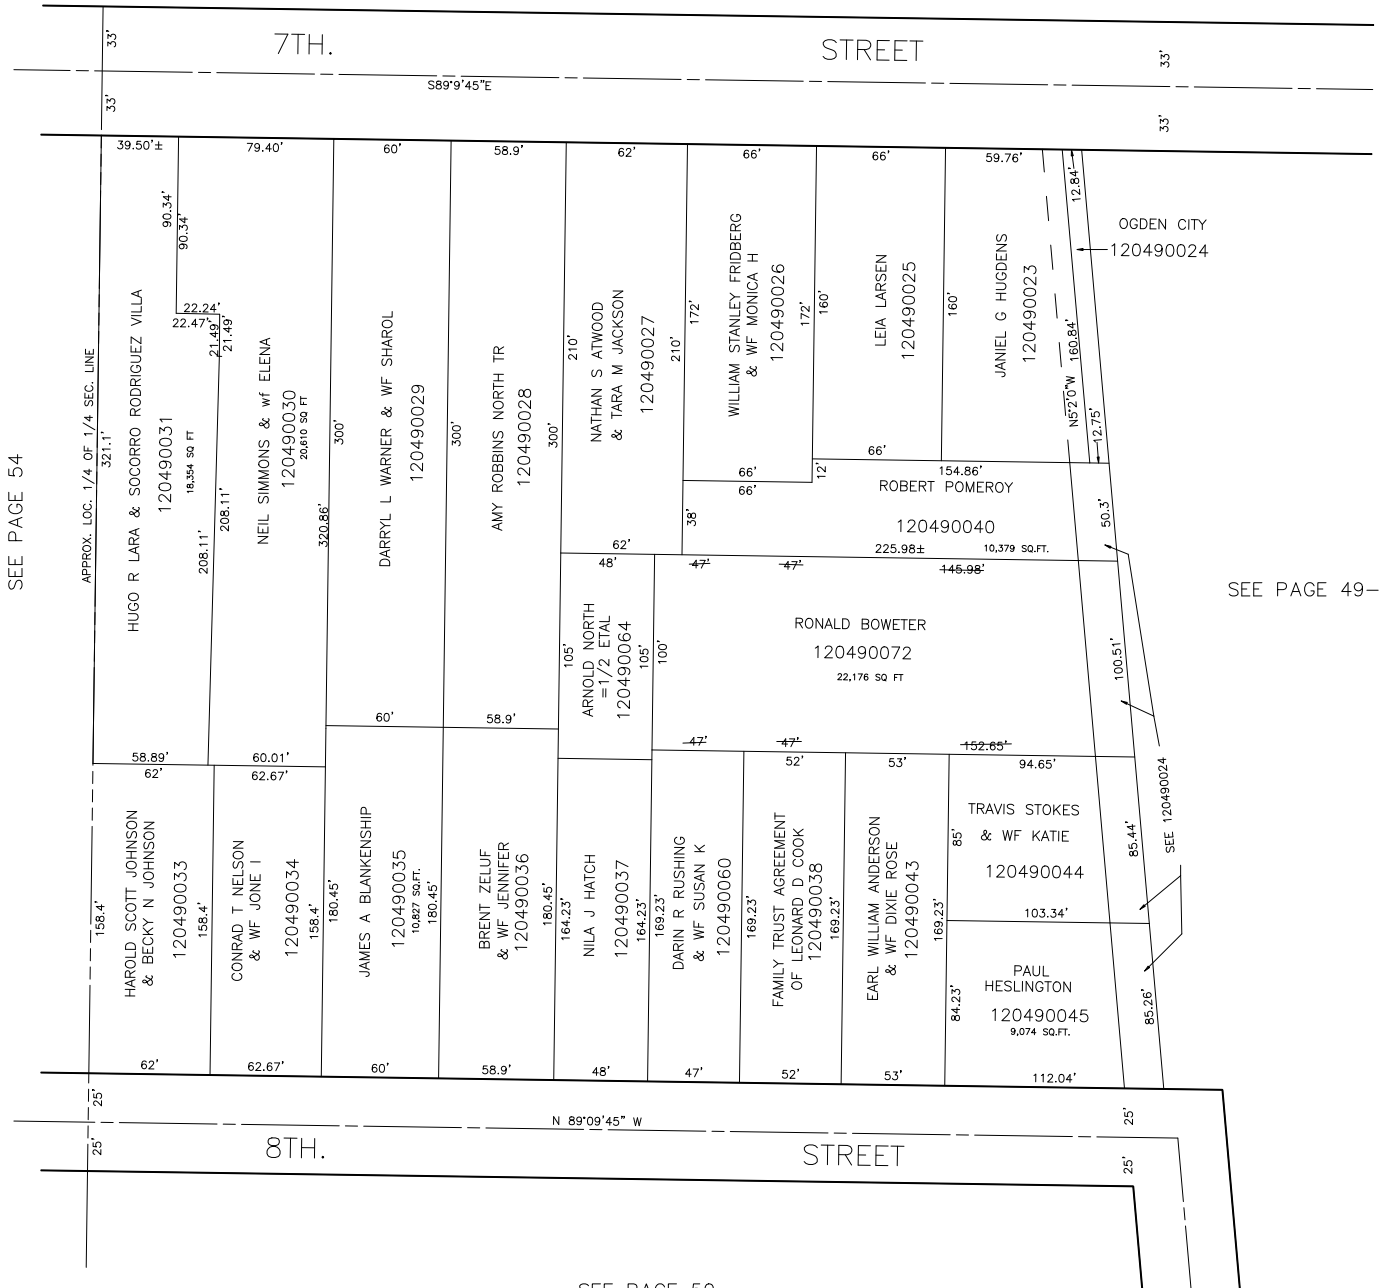 33'
7TH.
STREET
33'
S89°9'45"E
33'
33'
39.50'±
79.40'
60'
58.9'
62'
66'
66'
59.76'
12.84'
90.34'
90.34'
OGDEN CITY
120490024
22.24'
22.47'
21.49'
21.49'
APPROX. LOC. 1/4 OF 1/4 SEC. LINE
321.1'
HUGO R LARA & SOCORRO RODRIGUEZ VILLA
120490031
18,354 SQ FT
208.11'
208.11'
NEIL SIMMONS & wf ELENA
120490030
20,610 SQ FT
320.86'
300'
DARRYL L WARNER & WF SHAROL
120490029
300'
AMY ROBBINS NORTH TR
120490028
300'
210'
NATHAN S ATWOOD
& TARA M JACKSON
120490027
210'
172'
WILLIAM STANLEY FRIDBERG
& WF MONICA H
120490026
172'
160'
LEIA LARSEN
120490025
160'
JANIEL G HUGDENS
120490023
N5°2'0"W 160.84'
12.75'
SEE PAGE 54
66'
66'
12'
66'
154.86'
ROBERT POMEROY
120490040
38'
225.98±
10,379 SQ.FT.
50.3'
62'
48'
47'
47'
145.98'
SEE PAGE 49-
105'
ARNOLD NORTH
=1/2 ETAL
120490064
105'
100'
RONALD BOWETER
120490072
22,176 SQ FT
100.51'
60'
58.9'
47'
47'
152.65'
58.89'
60.01'
62'
62.67'
52'
53'
94.65'
SEE 120490024
158.4'
HAROLD SCOTT JOHNSON
& BECKY N JOHNSON
120490033
158.4'
CONRAD T NELSON
& WF JONE I
120490034
158.4'
180.45'
JAMES A BLANKENSHIP
120490035
10,827 SQ.FT.
180.45'
BRENT ZELUF
& WF JENNIFER
120490036
180.45'
164.23'
NILA J HATCH
120490037
164.23'
169.23'
DARIN R RUSHING
& WF SUSAN K
120490060
169.23'
FAMILY TRUST AGREEMENT
OF LEONARD D COOK
120490038
169.23'
EARL WILLIAM ANDERSON
& WF DIXIE ROSE
120490043
169.23'
85'
TRAVIS STOKES
& WF KATIE
120490044
85.44'
103.34'
84.23'
PAUL
HESLINGTON
120490045
9,074 SQ.FT.
85.26'
62'
62.67'
60'
58.9'
48'
47'
52'
53'
112.04'
25'
25'
N 89°09'45" W
25'
8TH.
STREET
25'
SEE PAGE 50